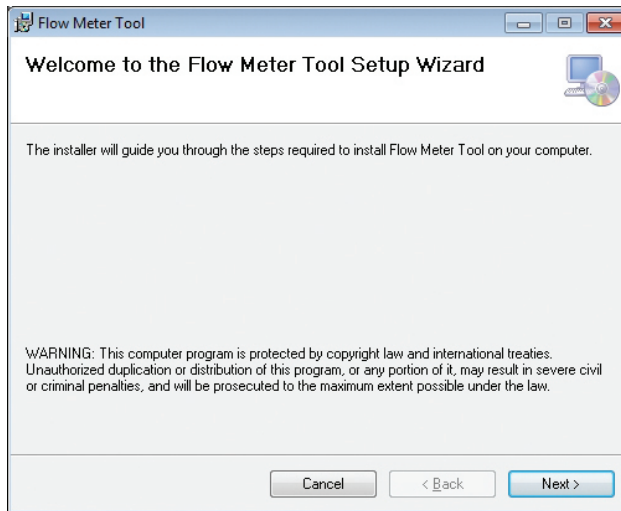 Flow Meter Tool
Welcome to the Flow Meter Tool Setup Wizard
The installer will guide you through the steps required to install Flow Meter Tool on your computer.
WARNING: This computer program is protected by copyright law and international treaties.
Unauthorized duplication or distribution of this program, or any portion of it, may result in severe civil
or criminal penalties, and will be prosecuted to the maximum extent possible under the law.
Cancel
< Back
Next >